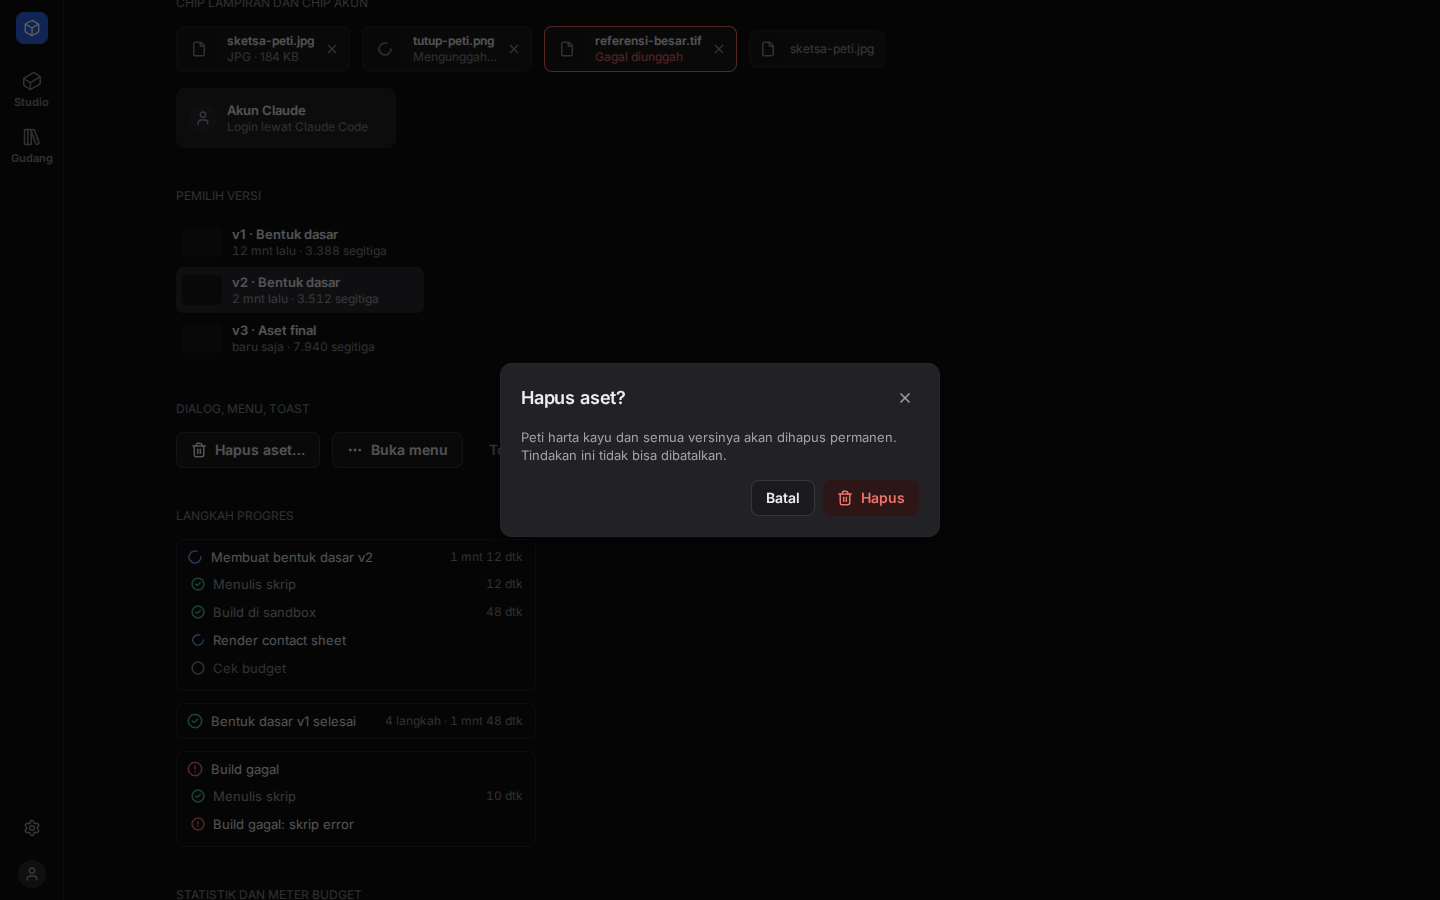 CHIP LAMPIRAN DAN CHIP AKUN
sketsa-peti.jpg
JPG · 184 KB
tutup-peti.png
Mengunggah...
referensi-besar.tif
Gagal diunggah
sketsa-peti.jpg
Studio
Akun Claude
Login lewat Claude Code
Gudang
PEMILIH VERSI
v1 · Bentuk dasar
12 mnt lalu · 3.388 segitiga
v2 · Bentuk dasar
2 mnt lalu · 3.512 segitiga
v3 · Aset final
baru saja · 7.940 segitiga
DIALOG, MENU, TOAST
Hapus aset...
Buka menu
Hapus aset?
Peti harta kayu dan semua versinya akan dihapus permanen.
Tindakan ini tidak bisa dibatalkan.
Batal
Hapus
LANGKAH PROGRES
Membuat bentuk dasar v2 1 mnt 12 dtk
Menulis skrip 12 dtk
Build di sandbox 48 dtk
Render contact sheet
Cek budget
Bentuk dasar v1 selesai 4 langkah · 1 mnt 48 dtk
Build gagal
Menulis skrip 10 dtk
Build gagal: skrip error
STATISTIK DAN METER BUDGET